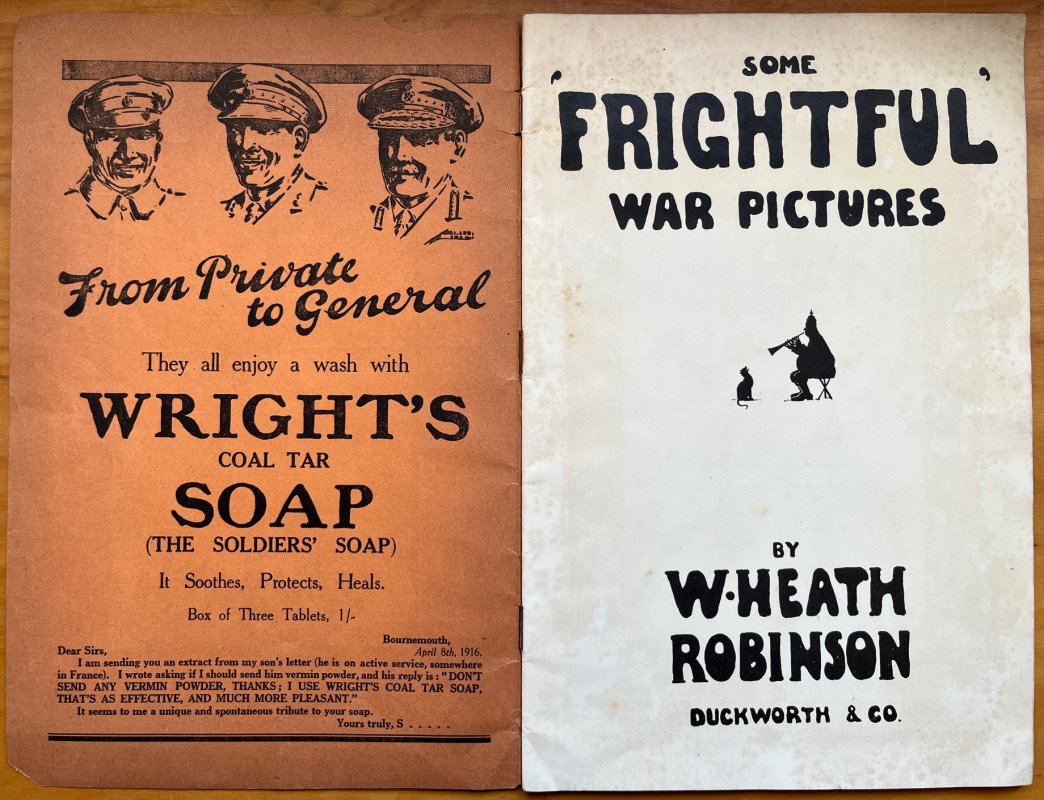 From Private
to General
They all enjoy a wash with
WRIGHT'S
COAL TAR
SOAP
(THE SOLDIERS' SOAP)
It Soothes, Protects, Heals.
Box of Three Tablets, 1/-
Bournemouth,
Dear Sirs, April 8th, 1916.
I am sending you an extract from my son's letter (he is on active service, somewhere
in France). I wrote asking if I should send him vermin powder, and his reply is: "DON'T
SEND ANY VERMIN POWDER, THANKS; I USE WRIGHT'S COAL TAR SOAP,
THAT'S AS EFFECTIVE, AND MUCH MORE PLEASANT."
It seems to me a unique and spontaneous tribute to your soap.
Yours truly, S . . . . .
SOME
'FRIGHTFUL'
WAR PICTURES
BY
W·HEATH
ROBINSON
DUCKWORTH & CO.